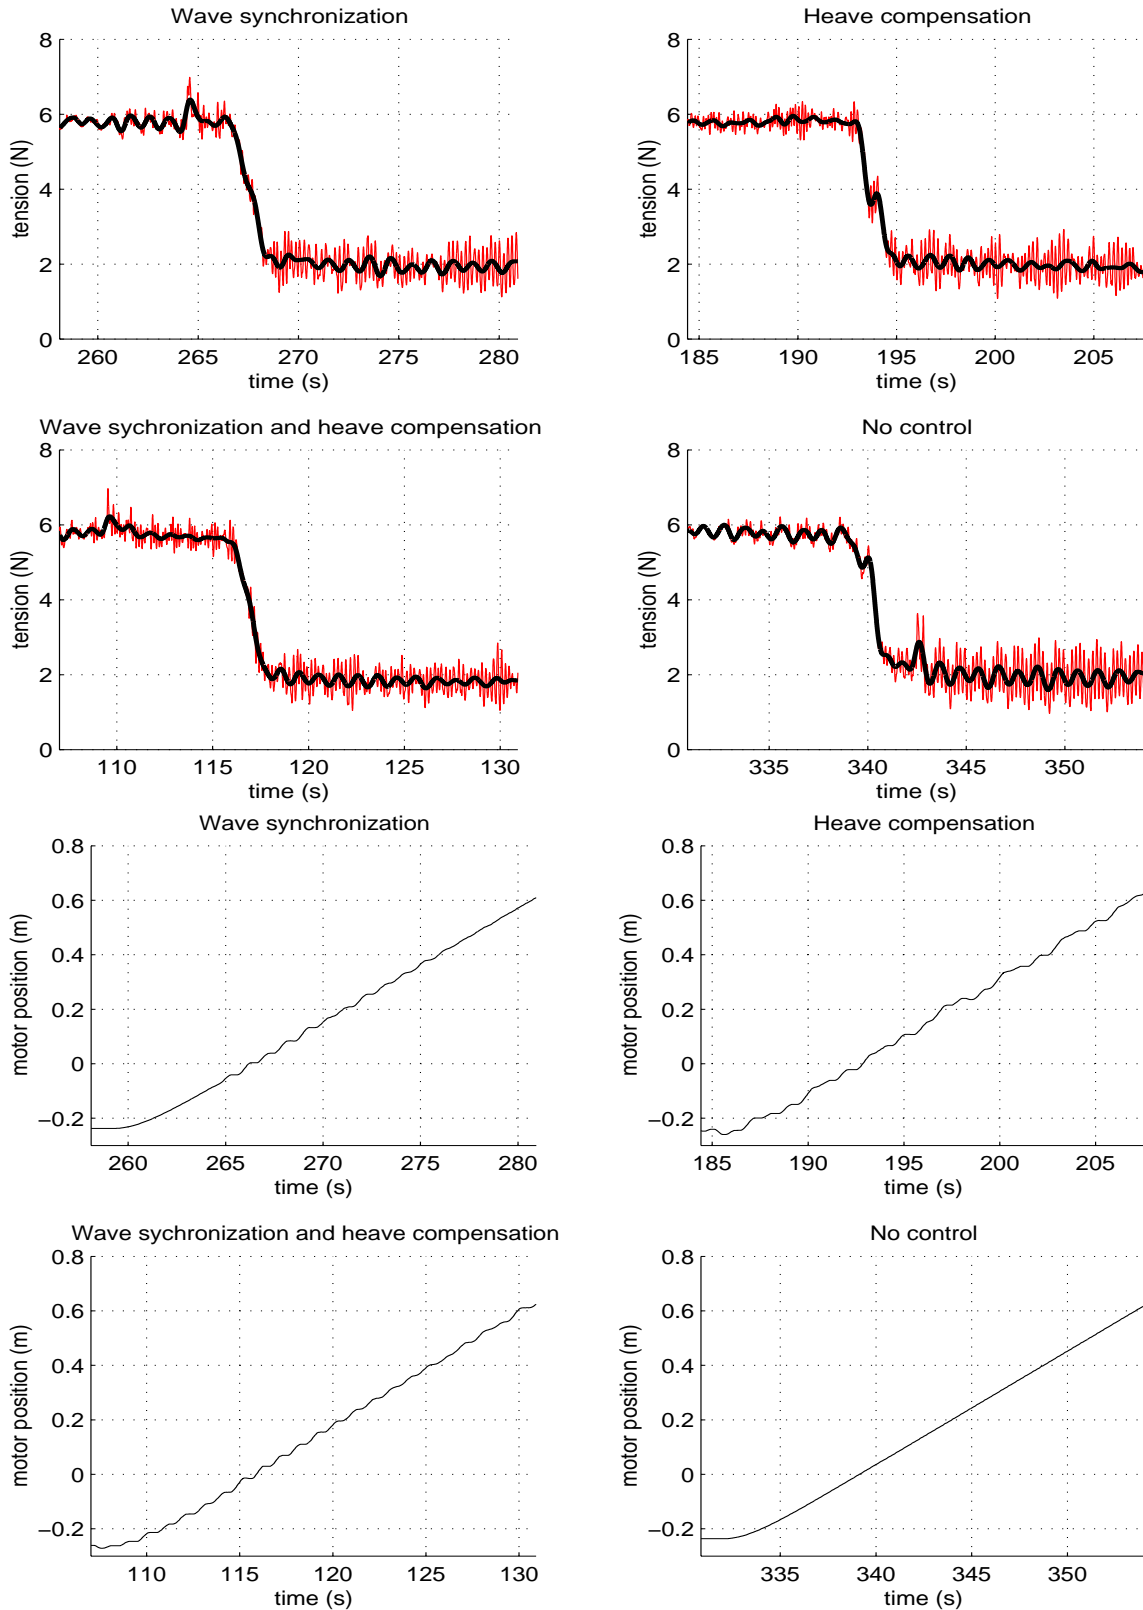 Wave synchronization
8
6
4
2
0
tension (N)
260 265 270 275 280
time (s)
Heave compensation
8
6
4
2
0
tension (N)
185 190 195 200 205
time (s)
Wave sychronization and heave compensation
8
6
4
2
0
tension (N)
110 115 120 125 130
time (s)
No control
8
6
4
2
0
tension (N)
335 340 345 350
time (s)
Wave synchronization
0.8
0.6
0.4
0.2
0
−0.2
motor position (m)
260 265 270 275 280
time (s)
Heave compensation
0.8
0.6
0.4
0.2
0
−0.2
motor position (m)
185 190 195 200 205
time (s)
Wave sychronization and heave compensation
0.8
0.6
0.4
0.2
0
−0.2
motor position (m)
110 115 120 125 130
time (s)
No control
0.8
0.6
0.4
0.2
0
−0.2
motor position (m)
335 340 345 350
time (s)